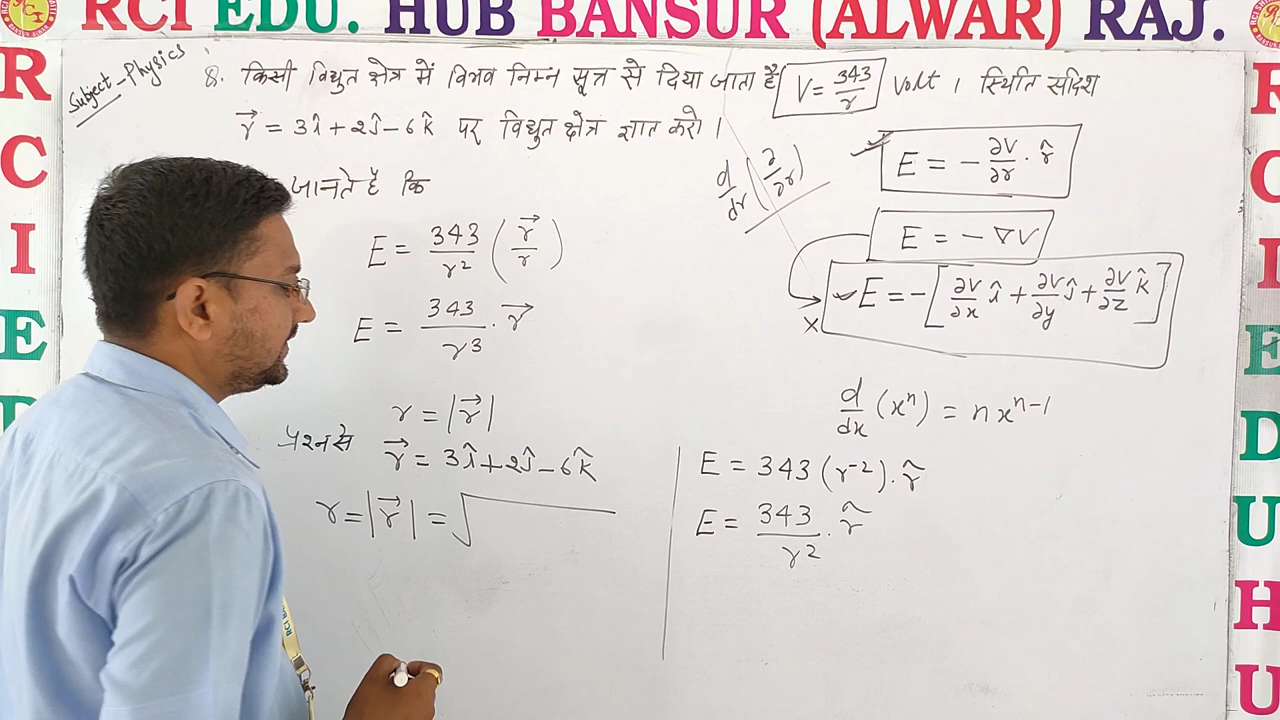 RCI EDU. HUB BANSUR (ALWAR) RAJ.
R
C
I
E
D
R
C
I
E
D
U
H
U
Subject - Physics
8. किसी विद्युत क्षेत्र में विभव निम्न सूत्र से दिया जाता है V = 343/r Volt । स्थिति सदिश
r⃗ = 3î + 2ĵ - 6k̂ पर विद्युत क्षेत्र ज्ञात करो ।
जानते है कि
E = 343/r² (r⃗/r)
E = 343/r³ . r⃗
r = |r⃗|
प्रश्न से r⃗ = 3î + 2ĵ - 6k̂
r = |r⃗| = √
d/dr (∂/∂r)
E = - ∂V/∂r . r̂
E = - ∇V
E = - [∂V/∂x î + ∂V/∂y ĵ + ∂V/∂z k̂]
x
d/dx (xⁿ) = n xⁿ⁻¹
E = 343 (r⁻²) . r̂
E = 343/r² . r̂